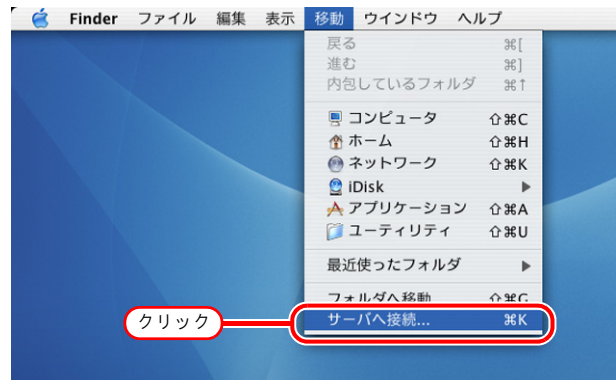 Finder ファイル 編集 表示 移動 ウインドウ ヘルプ
戻る ⌘[
進む ⌘]
内包しているフォルダ ⌘↑
コンピュータ ⇧⌘C
ホーム ⇧⌘H
ネットワーク ⇧⌘K
iDisk ▶
アプリケーション ⇧⌘A
ユーティリティ ⇧⌘U
最近使ったフォルダ ▶
フォルダへ移動 ⇧⌘G
サーバへ接続... ⌘K
クリック